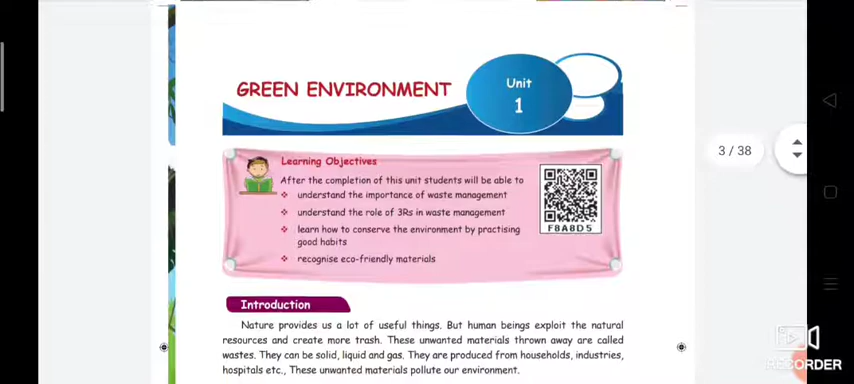 GREEN ENVIRONMENT
Unit
1
Learning Objectives
After the completion of this unit students will be able to
❖ understand the importance of waste management
❖ understand the role of 3Rs in waste management
❖ learn how to conserve the environment by practising
good habits
❖ recognise eco-friendly materials
F8A8D5
3 / 38
Introduction
Nature provides us a lot of useful things. But human beings exploit the natural
resources and create more trash. These unwanted materials thrown away are called
wastes. They can be solid, liquid and gas. They are produced from households, industries,
hospitals etc., These unwanted materials pollute our environment.
RECORDER